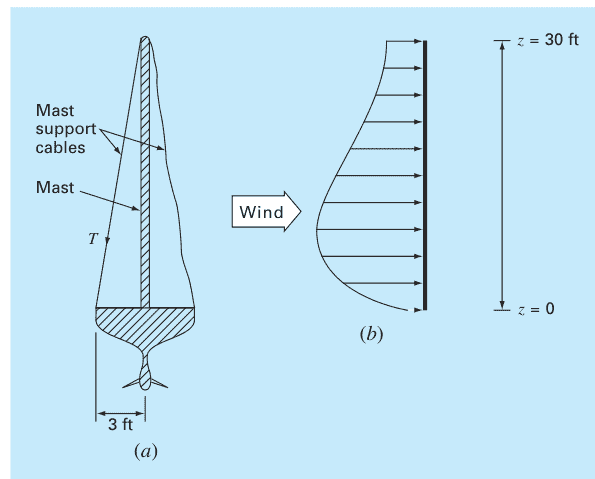 z = 30 ft
Mast
support
cables
Mast
Wind
T
z = 0
(b)
3 ft
(a)